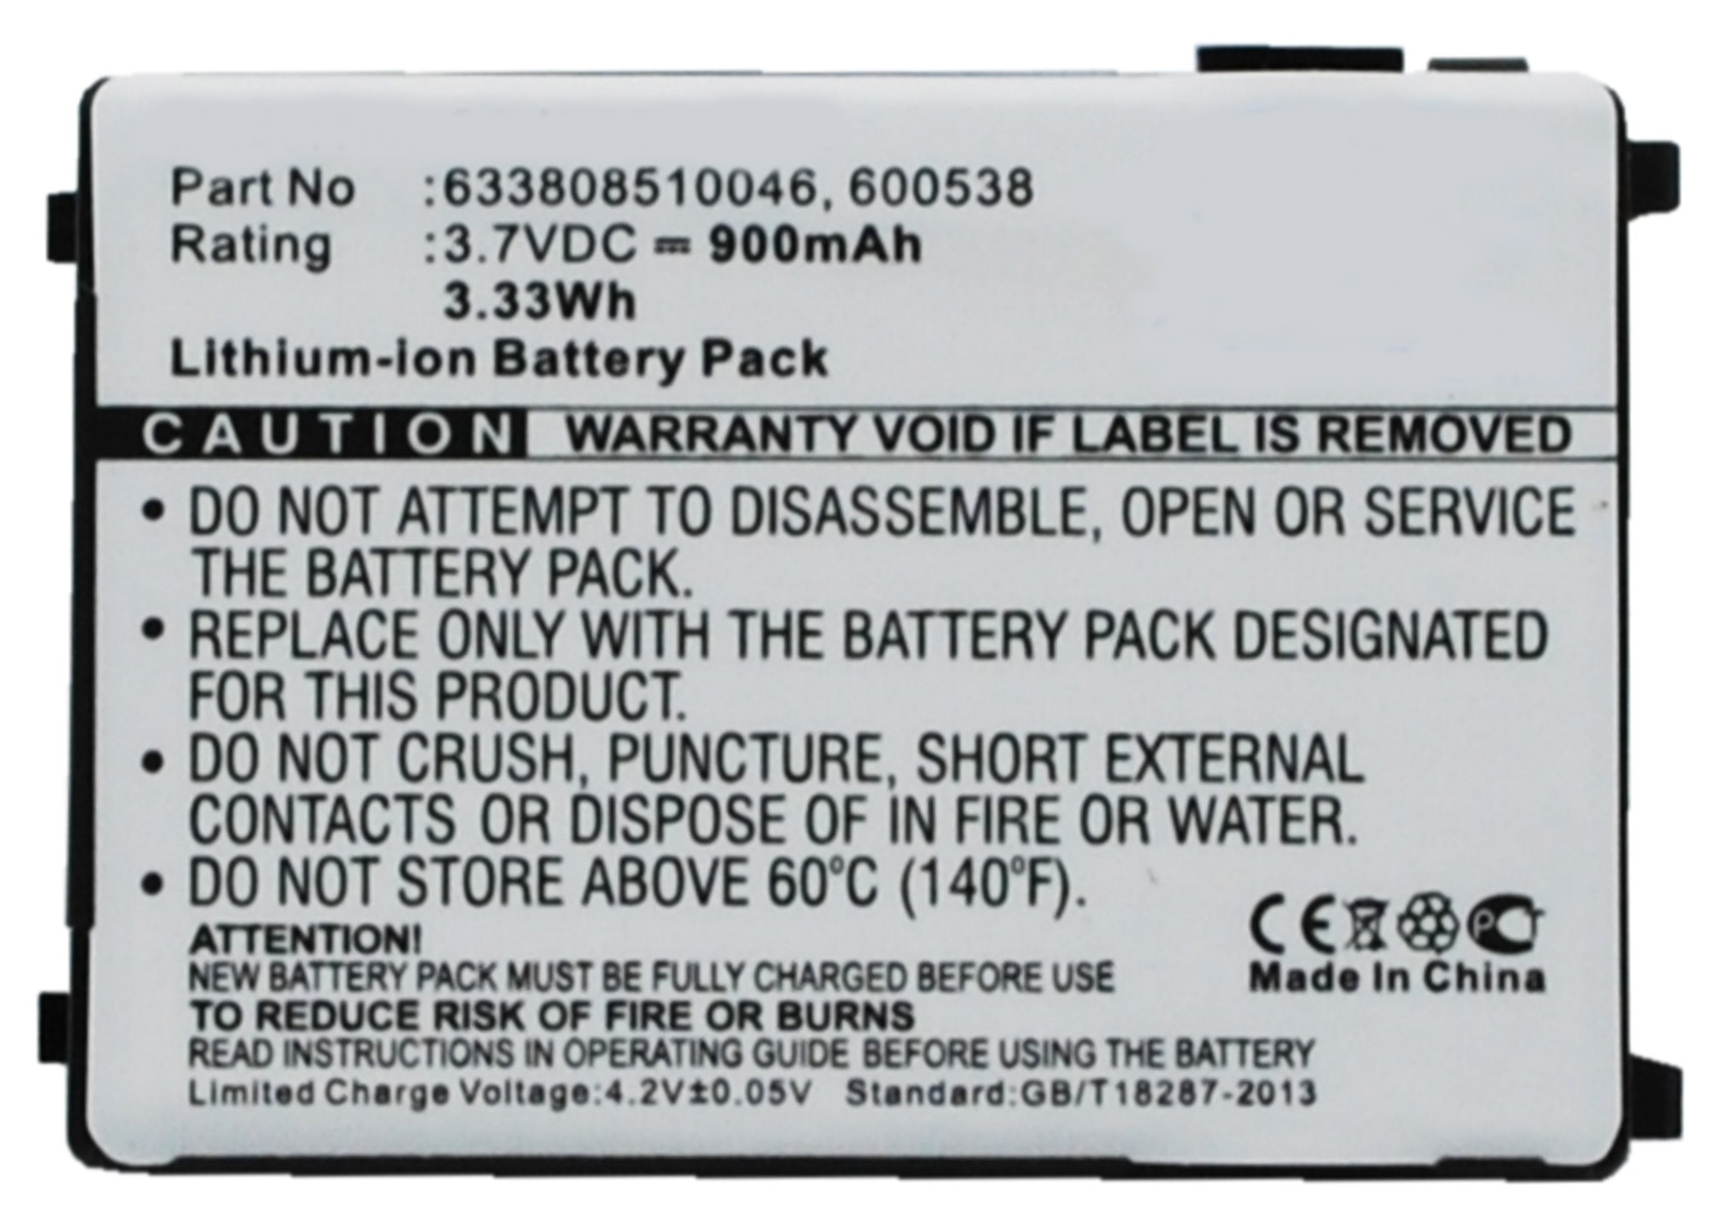 Part No :633808510046, 600538
Rating :3.7VDC ⎓ 900mAh
3.33Wh
Lithium-ion Battery Pack
CAUTION WARRANTY VOID IF LABEL IS REMOVED
• DO NOT ATTEMPT TO DISASSEMBLE, OPEN OR SERVICE
THE BATTERY PACK.
• REPLACE ONLY WITH THE BATTERY PACK DESIGNATED
FOR THIS PRODUCT.
• DO NOT CRUSH, PUNCTURE, SHORT EXTERNAL
CONTACTS OR DISPOSE OF IN FIRE OR WATER.
• DO NOT STORE ABOVE 60°C (140°F).
ATTENTION!
NEW BATTERY PACK MUST BE FULLY CHARGED BEFORE USE
TO REDUCE RISK OF FIRE OR BURNS
READ INSTRUCTIONS IN OPERATING GUIDE BEFORE USING THE BATTERY
Limited Charge Voltage:4.2V±0.05V Standard:GB/T18287-2013
CE PCT
Made In China